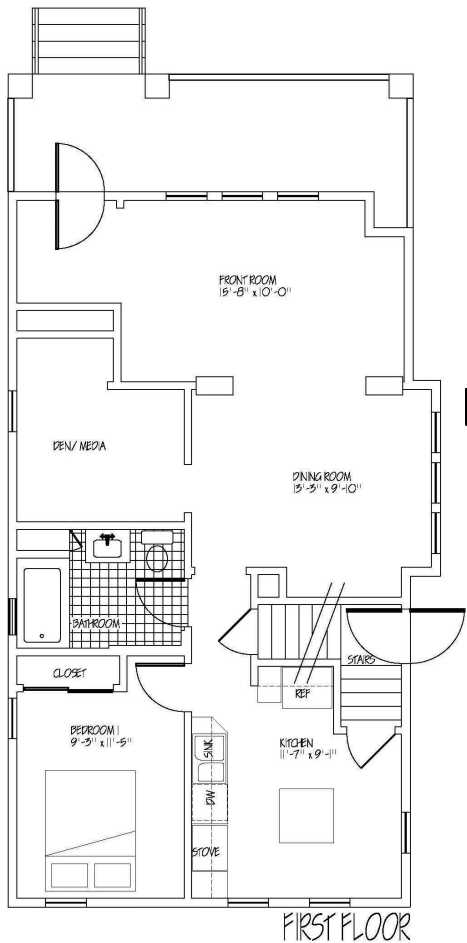 FRONT ROOM
15'-8" x 10'-0"
DEN/ MEDIA
DINING ROOM
13'-3" x 9'-10"
BATHROOM
STAIRS
CLOSET
REF
BEDROOM 1
9'-3" x 11'-5"
SINK
KITCHEN
11'-7" x 9'-1"
DW
STOVE
FIRST FLOOR